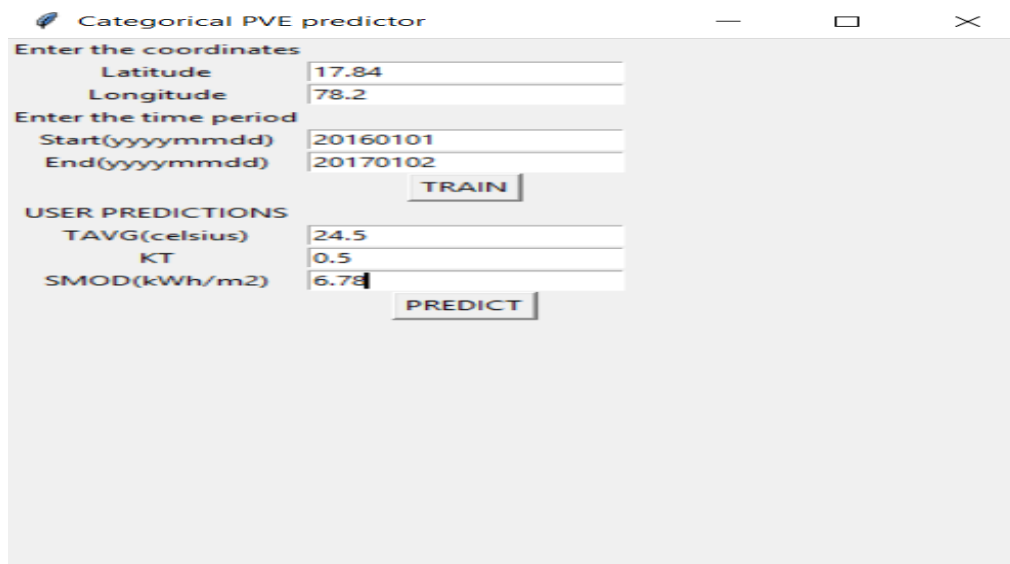 Categorical PVE predictor
Enter the coordinates
Latitude 17.84
Longitude 78.2
Enter the time period
Start(yyyymmdd) 20160101
End(yyyymmdd) 20170102
TRAIN
USER PREDICTIONS
TAVG(celsius) 24.5
KT 0.5
SMOD(kWh/m2) 6.78
PREDICT